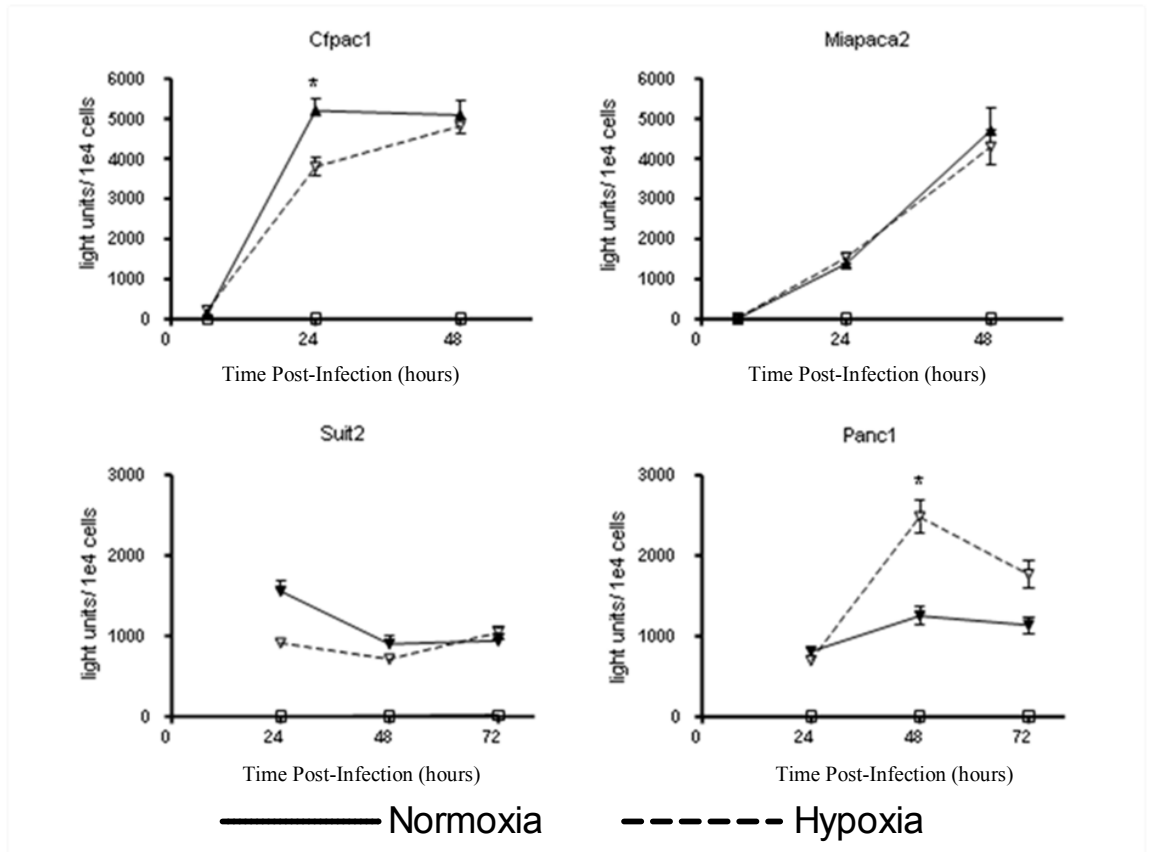 Cfpac1
*
6000
5000
4000
3000
2000
1000
0
light units/ 1e4 cells
0 24 48
Time Post-Infection (hours)
Miapaca2
6000
5000
4000
3000
2000
1000
0
light units/ 1e4 cells
0 24 48
Time Post-Infection (hours)
Suit2
3000
2000
1000
0
light units/ 1e4 cells
0 24 48 72
Time Post-Infection (hours)
Panc1
*
3000
2000
1000
0
light units/ 1e4 cells
0 24 48 72
Time Post-Infection (hours)
Normoxia Hypoxia